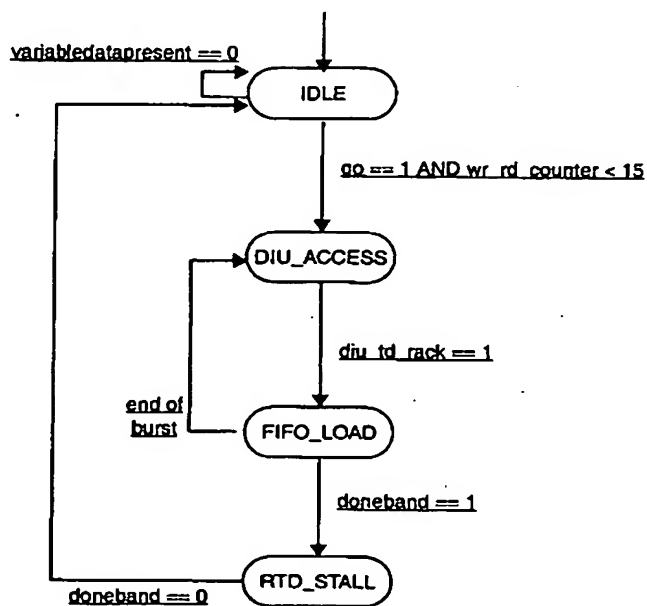 variabledatapresent == 0
IDLE
go == 1 AND wr_rd_counter < 15
DIU_ACCESS
diu_td_rack == 1
end of
burst
FIFO_LOAD
doneband == 1
RTD_STALL
doneband == 0